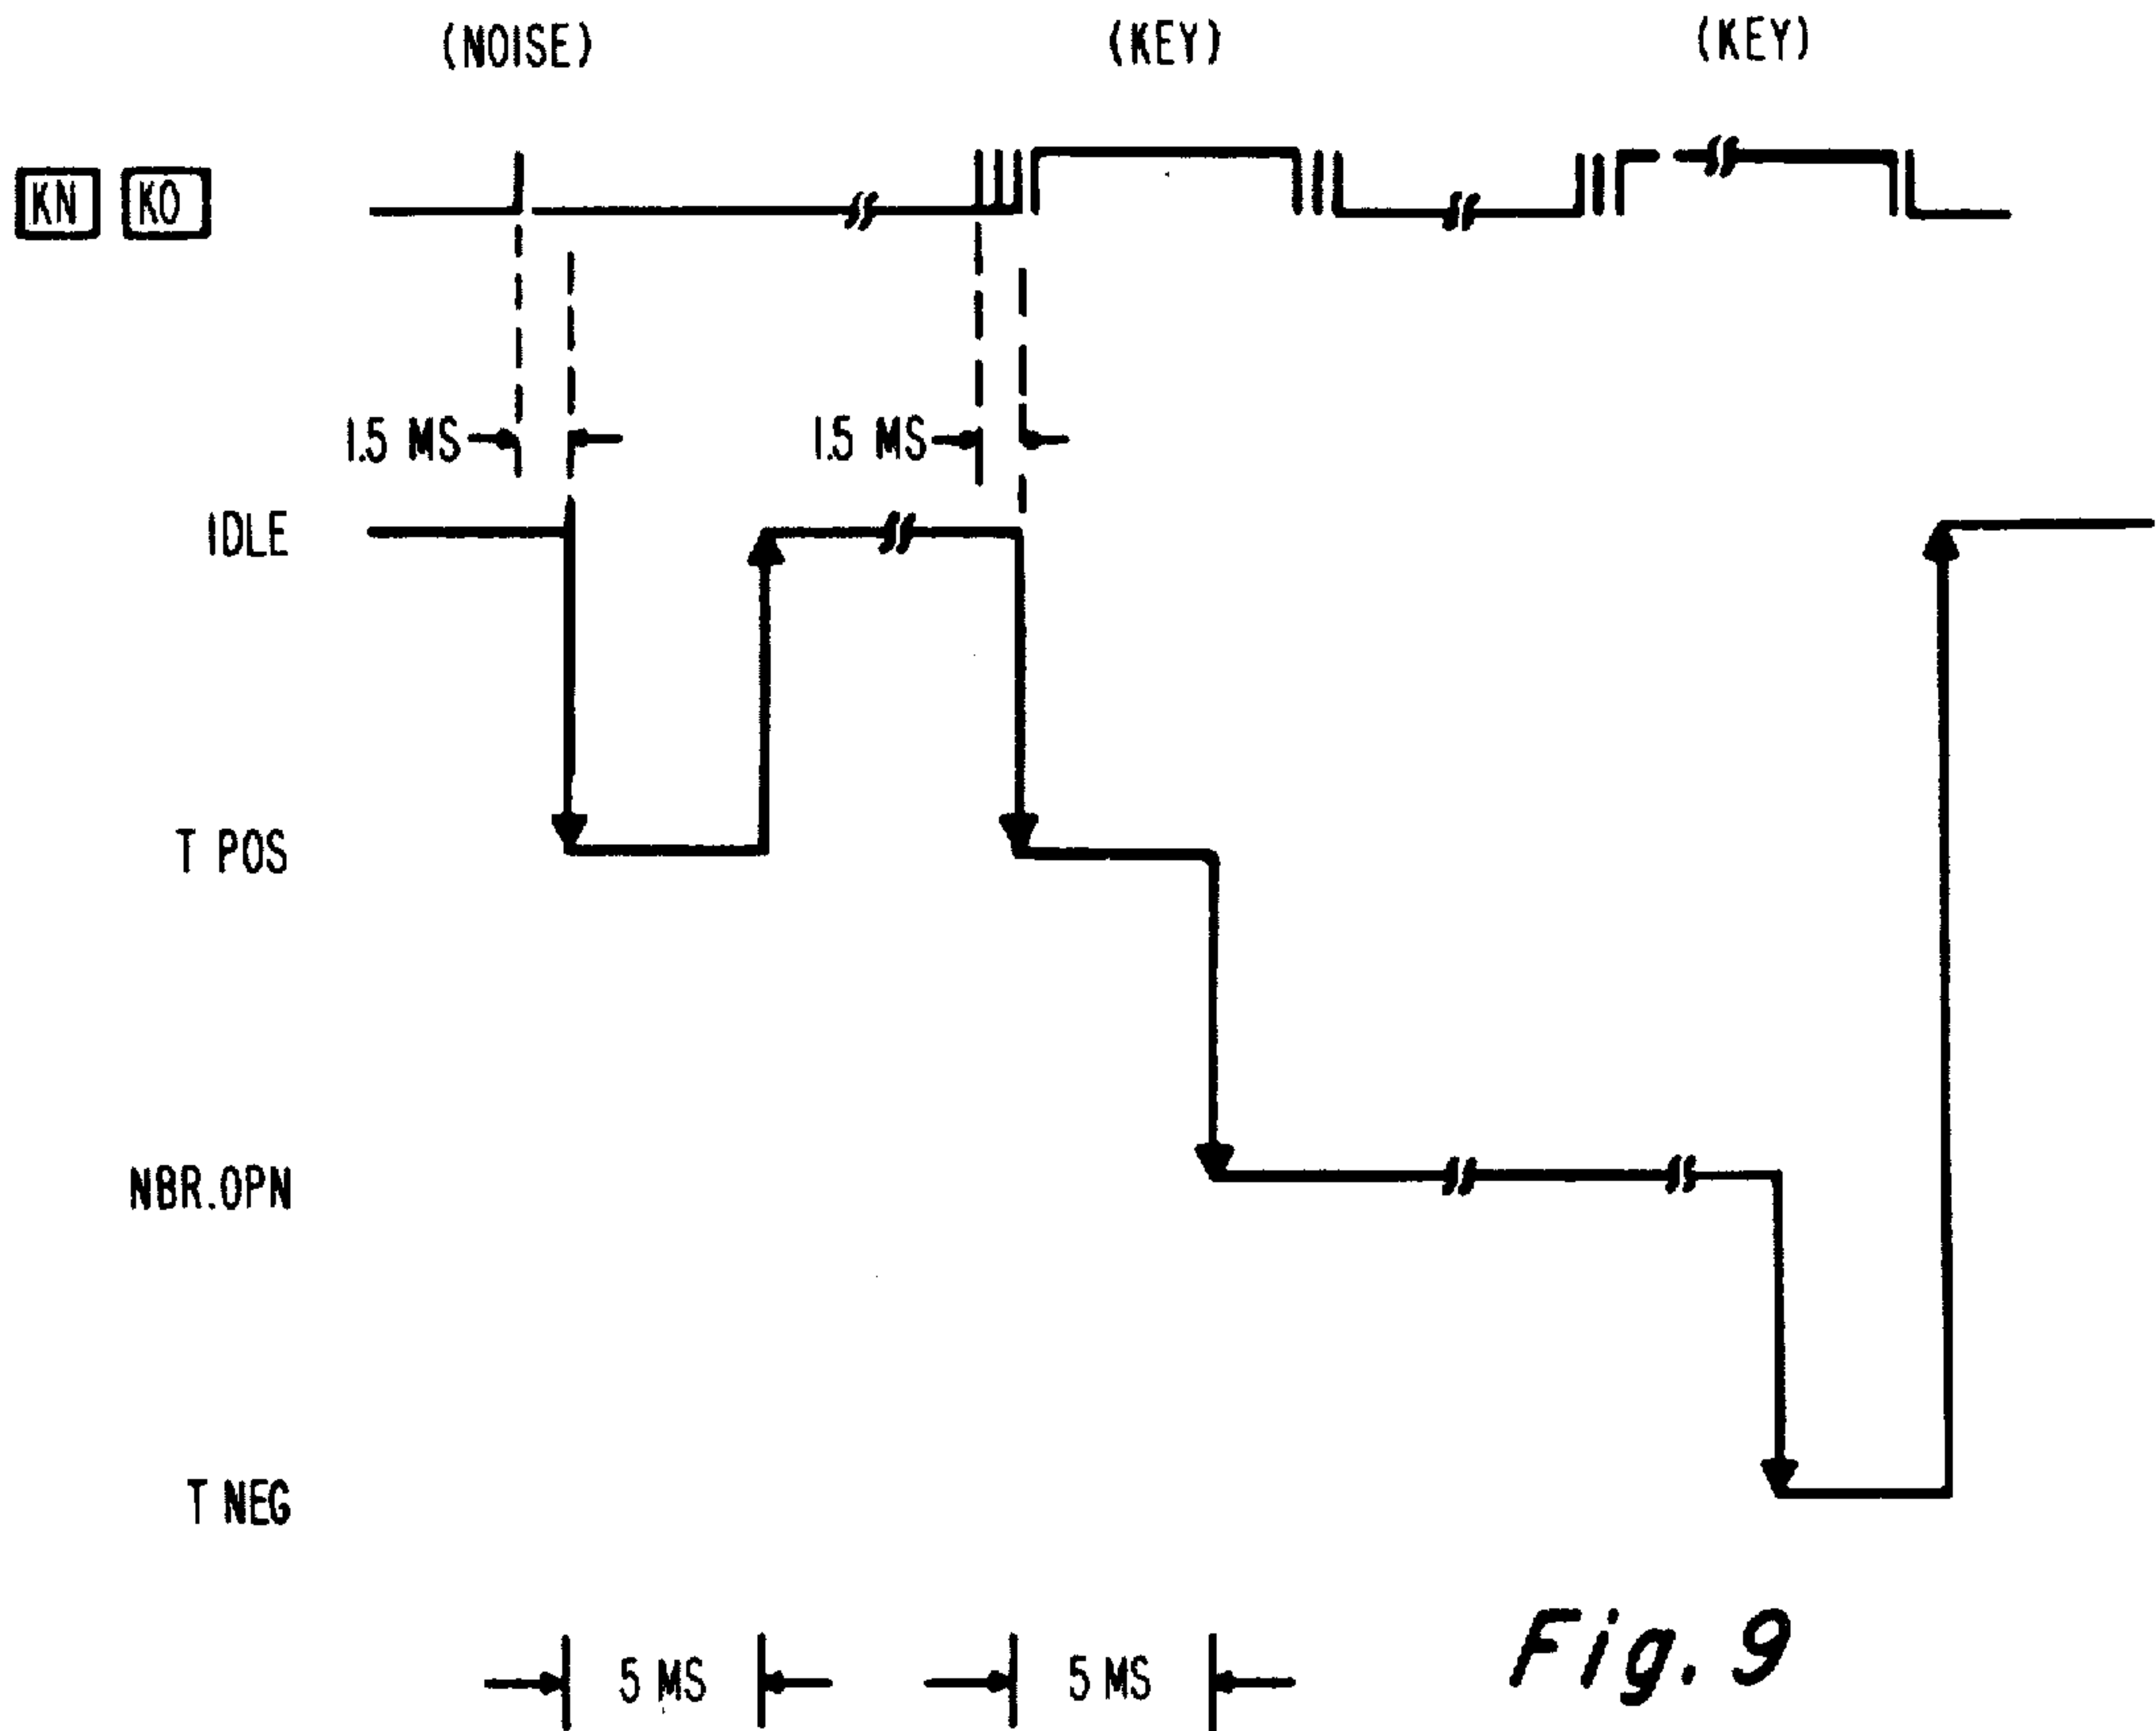 (NOISE) (KEY) (KEY)
KN KO
1.5 MS 1.5 MS
IDLE
T POS
NBR.OPN
T NEG
5 MS 5 MS
Fig. 9